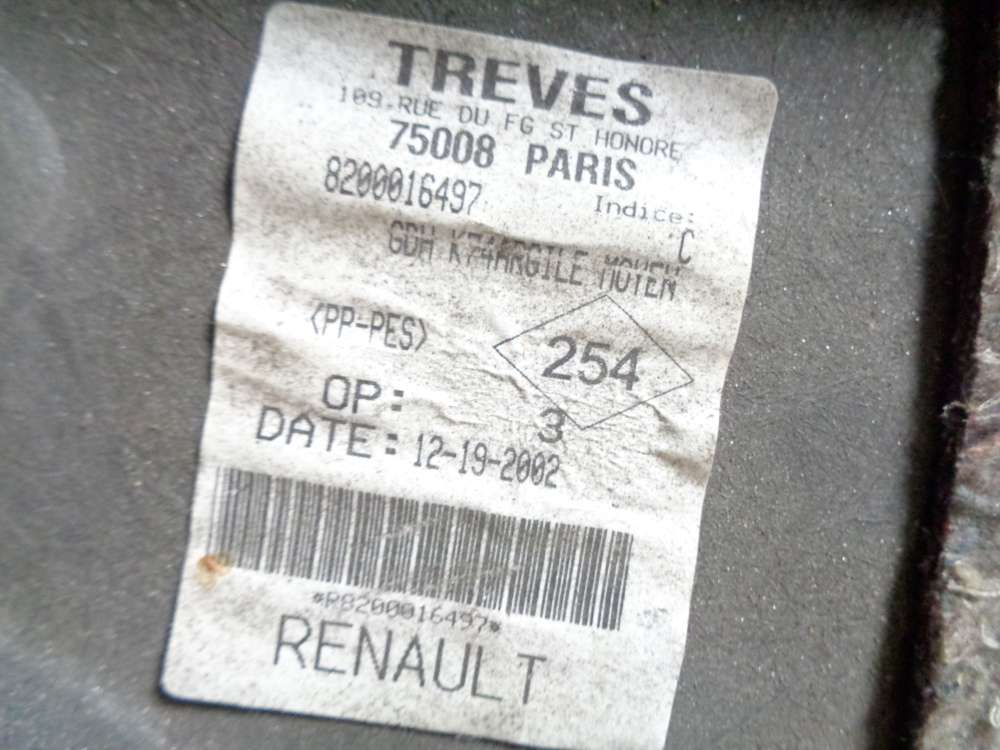 TREVES
109.RUE DU FG ST HONORE
75008 PARIS
8200016497 Indice:
C
GDH K74ARGILE MOYEN
<PP-PES>
254
OP: 3
DATE: 12-19-2002
*R8200016497*
RENAULT